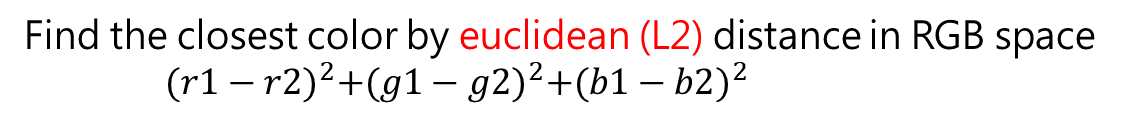 Find the closest color by euclidean (L2) distance in RGB space
(r1 − r2)²+(g1 − g2)²+(b1 − b2)²